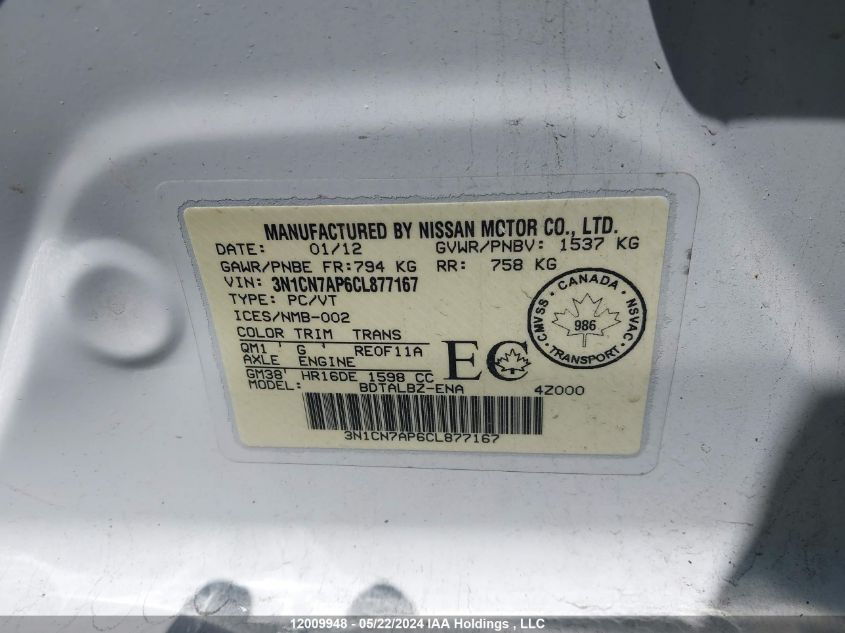 MANUFACTURED BY NISSAN MOTOR CO., LTD.
DATE: 01/12 GVWR/PNBV: 1537 KG
GAWR/PNBE FR:794 KG RR: 758 KG
VIN: 3N1CN7AP6CL877167
TYPE: PC/VT
ICES/NMB-002
COLOR TRIM TRANS
QM1' G ' RE0F11A
AXLE ENGINE
GM38' HR16DE 1598 CC
MODEL: BDTALBZ-ENA 4Z000
EC
CANADA
CMVSS · NSVAC
986
TRANSPORT
3N1CN7AP6CL877167
12009948 - 05/22/2024 IAA Holdings , LLC